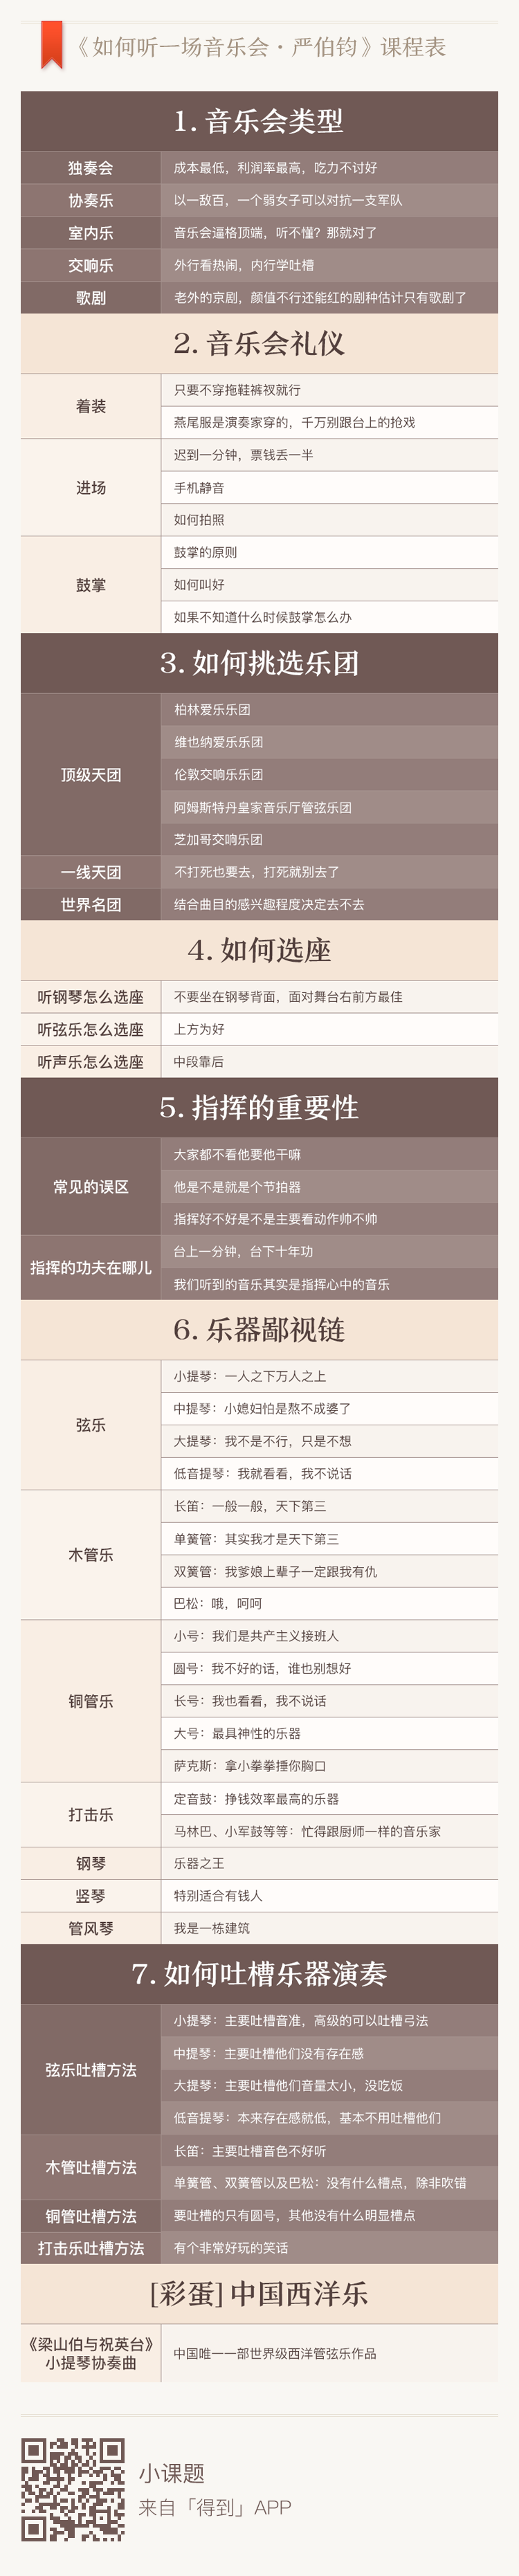 《如何听一场音乐会·严伯钧》课程表
1. 音乐会类型
独奏会
成本最低，利润率最高，吃力不讨好
协奏乐
以一敌百，一个弱女子可以对抗一支军队
室内乐
音乐会逼格顶端，听不懂？那就对了
交响乐
外行看热闹，内行学吐槽
歌剧
老外的京剧，颜值不行还能红的剧种估计只有歌剧了
2. 音乐会礼仪
着装
只要不穿拖鞋裤衩就行
燕尾服是演奏家穿的，千万别跟台上的抢戏
进场
迟到一分钟，票钱丢一半
手机静音
如何拍照
鼓掌
鼓掌的原则
如何叫好
如果不知道什么时候鼓掌怎么办
3. 如何挑选乐团
顶级天团
柏林爱乐乐团
维也纳爱乐乐团
伦敦交响乐乐团
阿姆斯特丹皇家音乐厅管弦乐团
芝加哥交响乐团
一线天团
不打死也要去，打死就别去了
世界名团
结合曲目的感兴趣程度决定去不去
4. 如何选座
听钢琴怎么选座
不要坐在钢琴背面，面对舞台右前方最佳
听弦乐怎么选座
上方为好
听声乐怎么选座
中段靠后
5. 指挥的重要性
常见的误区
大家都不看他要他干嘛
他是不是就是个节拍器
指挥好不好是不是主要看动作帅不帅
指挥的功夫在哪儿
台上一分钟，台下十年功
我们听到的音乐其实是指挥心中的音乐
6. 乐器鄙视链
弦乐
小提琴：一人之下万人之上
中提琴：小媳妇怕是熬不成婆了
大提琴：我不是不行，只是不想
低音提琴：我就看看，我不说话
木管乐
长笛：一般一般，天下第三
单簧管：其实我才是天下第三
双簧管：我爹娘上辈子一定跟我有仇
巴松：哦，呵呵
铜管乐
小号：我们是共产主义接班人
圆号：我不好的话，谁也别想好
长号：我也看看，我不说话
大号：最具神性的乐器
萨克斯：拿小拳拳捶你胸口
打击乐
定音鼓：挣钱效率最高的乐器
马林巴、小军鼓等等：忙得跟厨师一样的音乐家
钢琴
乐器之王
竖琴
特别适合有钱人
管风琴
我是一栋建筑
7. 如何吐槽乐器演奏
弦乐吐槽方法
小提琴：主要吐槽音准，高级的可以吐槽弓法
中提琴：主要吐槽他们没有存在感
大提琴：主要吐槽他们音量太小，没吃饭
低音提琴：本来存在感就低，基本不用吐槽他们
木管吐槽方法
长笛：主要吐槽音色不好听
单簧管、双簧管以及巴松：没有什么槽点，除非吹错
铜管吐槽方法
要吐槽的只有圆号，其他没有什么明显槽点
打击乐吐槽方法
有个非常好玩的笑话
[彩蛋] 中国西洋乐
《梁山伯与祝英台》
小提琴协奏曲
中国唯一一部世界级西洋管弦乐作品
小课题
来自「得到」APP